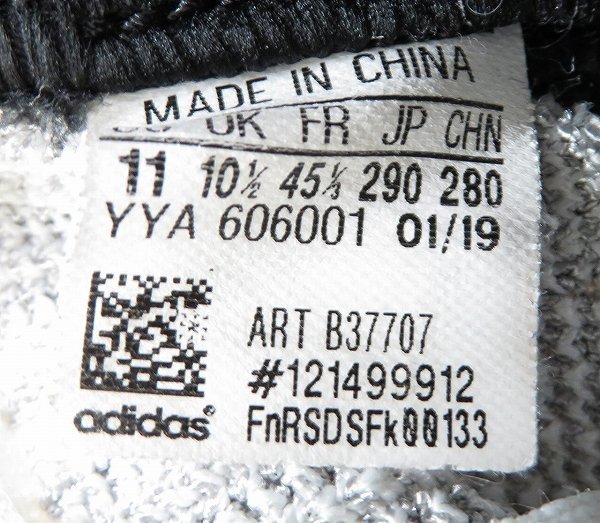 MADE IN CHINA
UK FR JP CHN
11 10½ 45⅓ 290 280
YYA 606001 01/19
ART B37707
#121499912
adidas®
FnRSDSFk00133